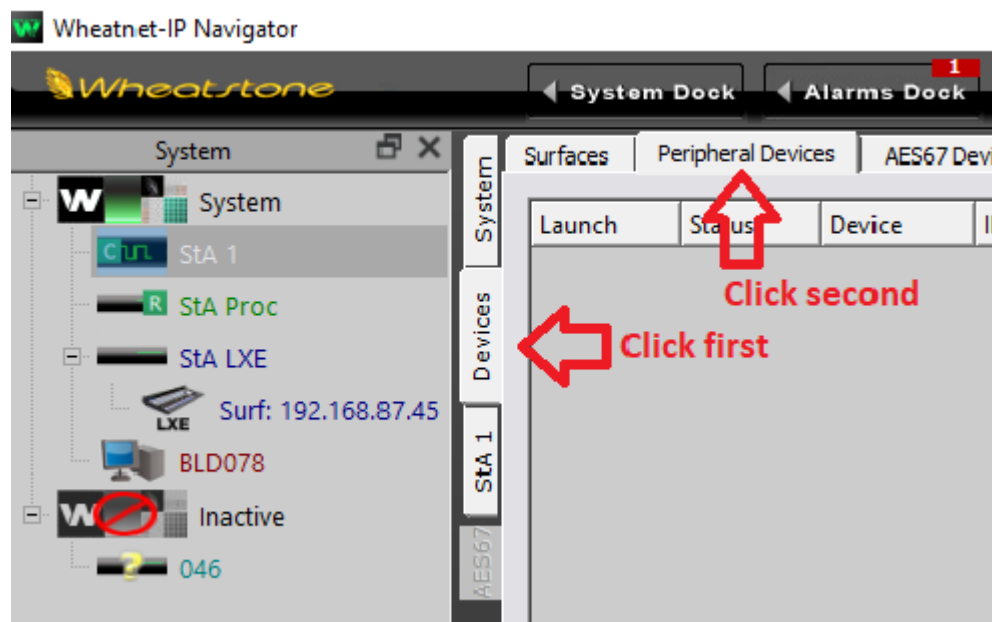 Wheatnet-IP Navigator
Wheatstone
System Dock
1
Alarms Dock
System
System
StA 1
StA Proc
StA LXE
LXE
Surf: 192.168.87.45
BLD078
Inactive
046
System
Devices
StA 1
AES67
Surfaces
Peripheral Devices
AES67 Devi
Launch
Status
Device
Click second
Click first